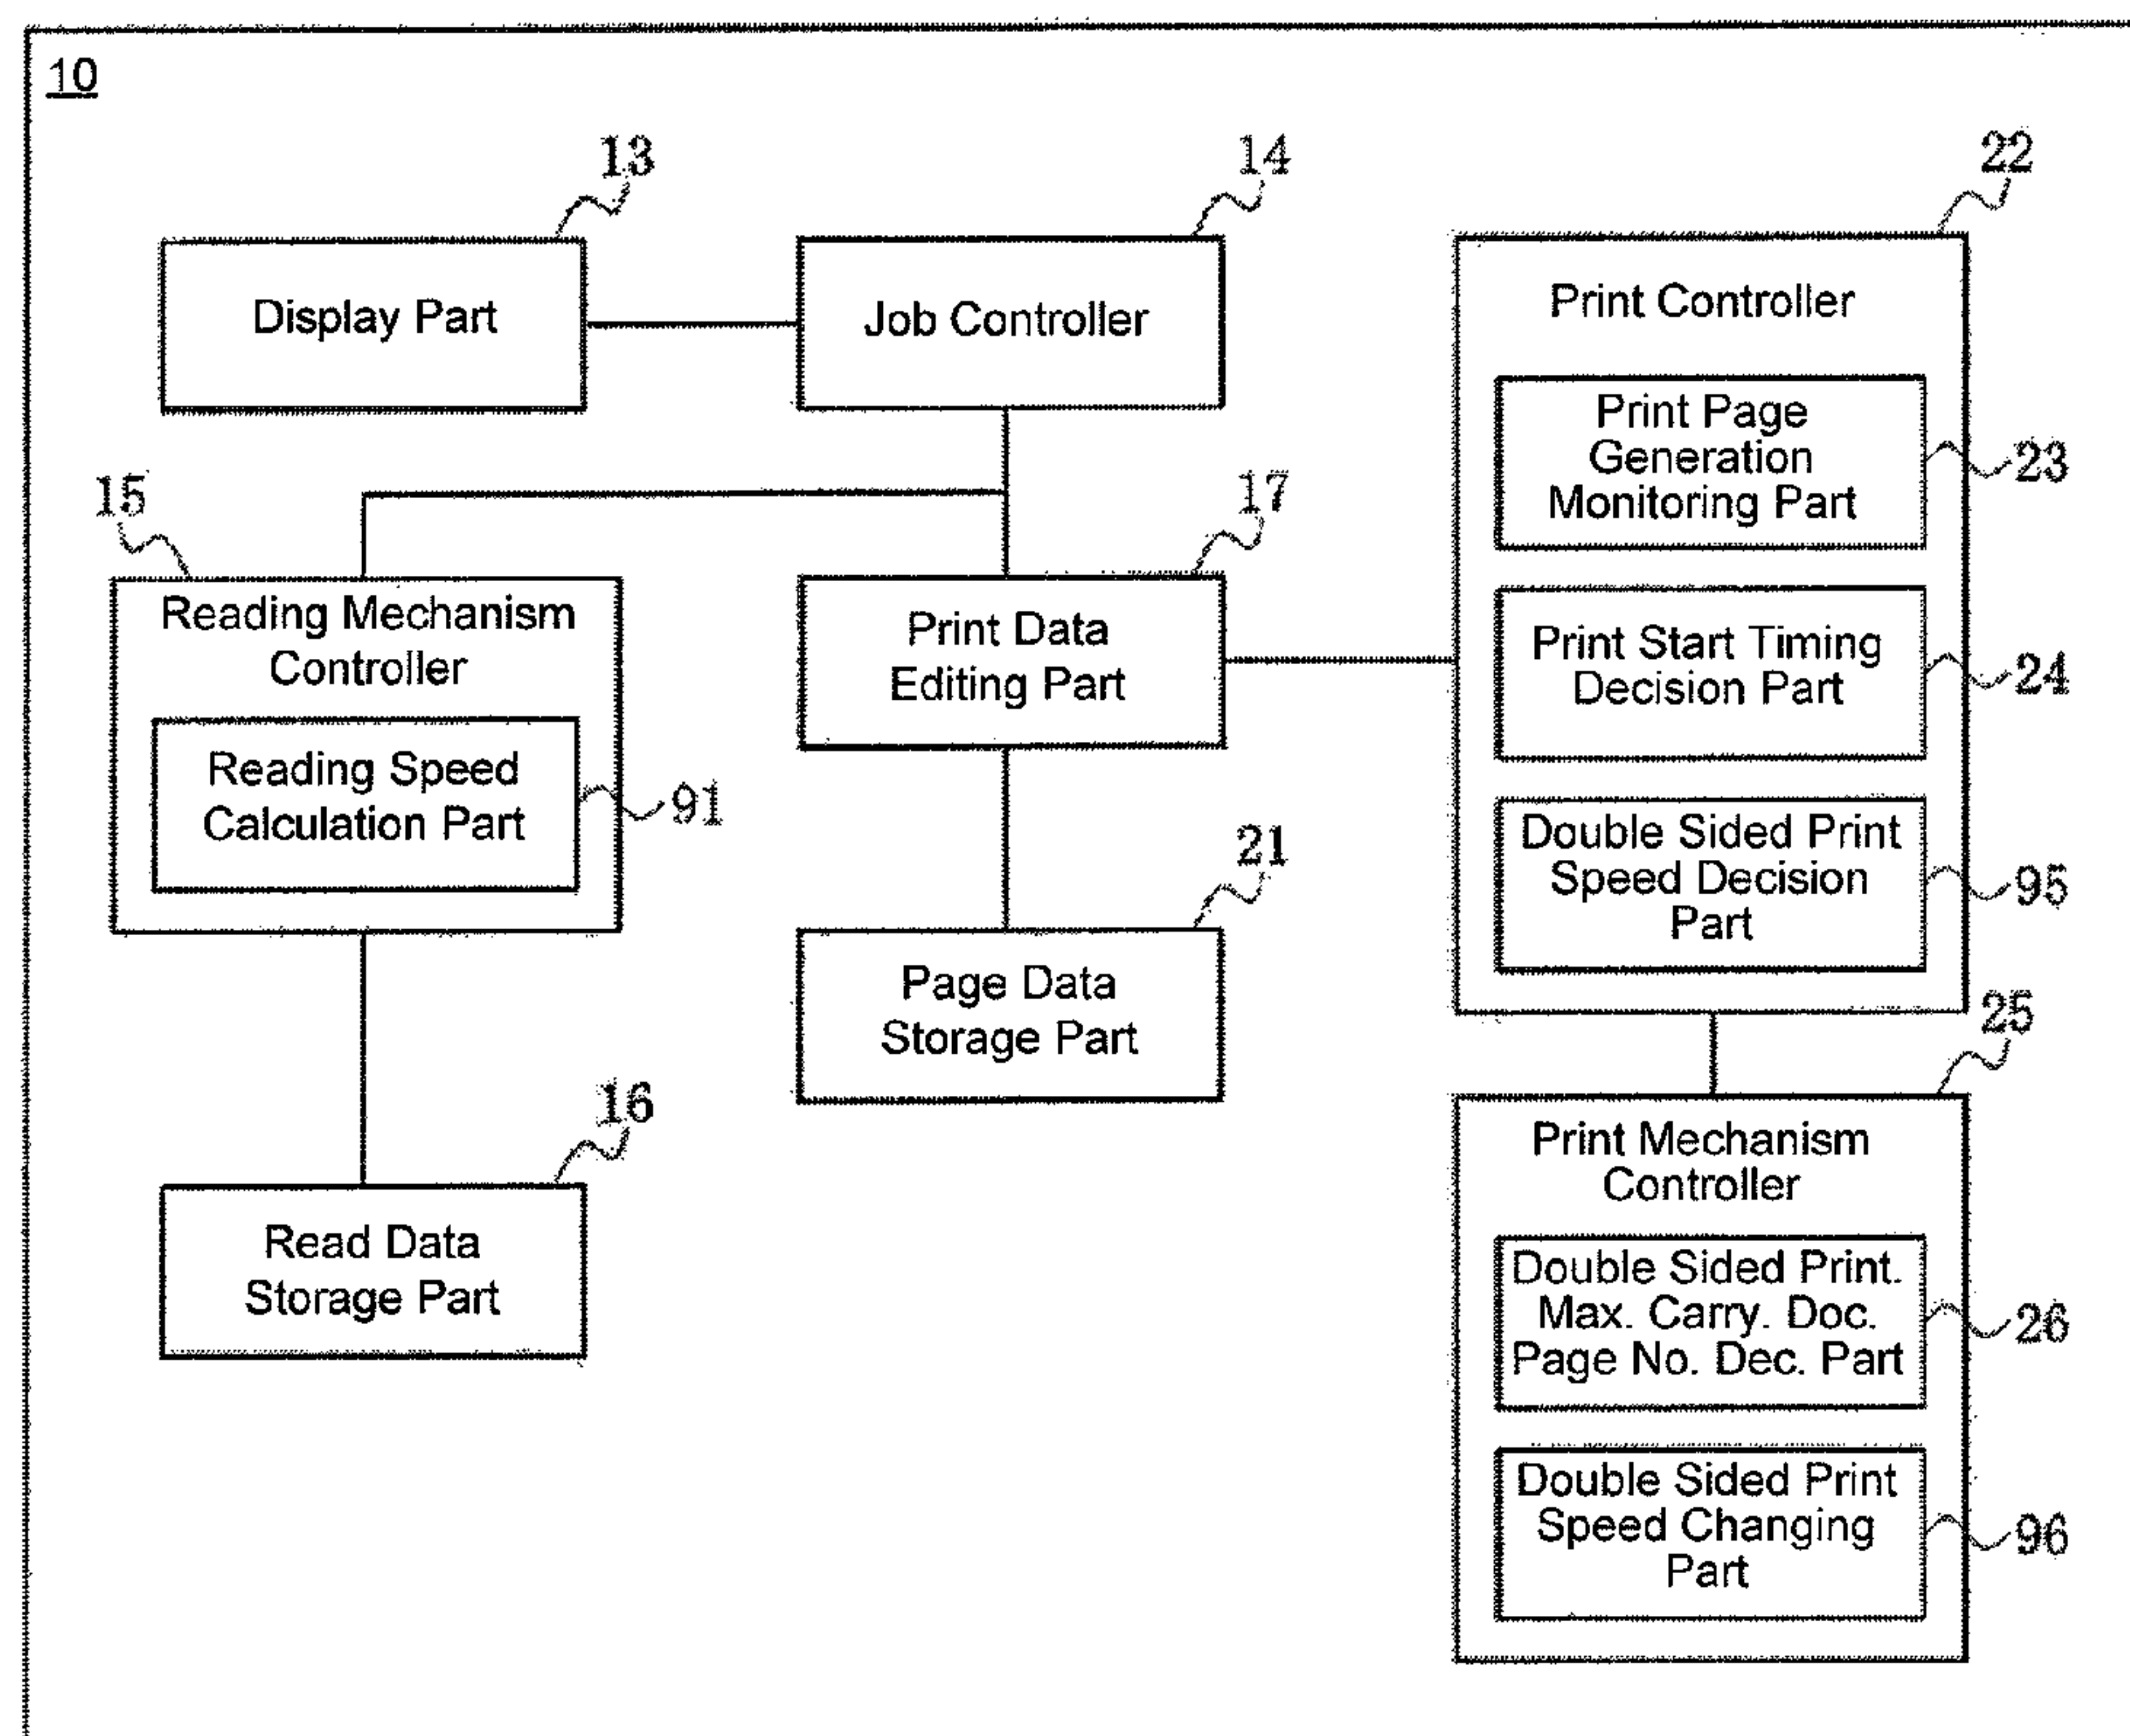 10
13
14
22
Display Part
Job Controller
Print Controller
Print Page
Generation
Monitoring Part
23
15
17
Reading Mechanism
Controller
Print Data
Editing Part
Print Start Timing
Decision Part
24
Reading Speed
Calculation Part
91
21
Double Sided Print
Speed Decision
Part
95
Page Data
Storage Part
25
16
Print Mechanism
Controller
Read Data
Storage Part
Double Sided Print.
Max. Carry. Doc.
Page No. Dec. Part
26
Double Sided Print
Speed Changing
Part
96